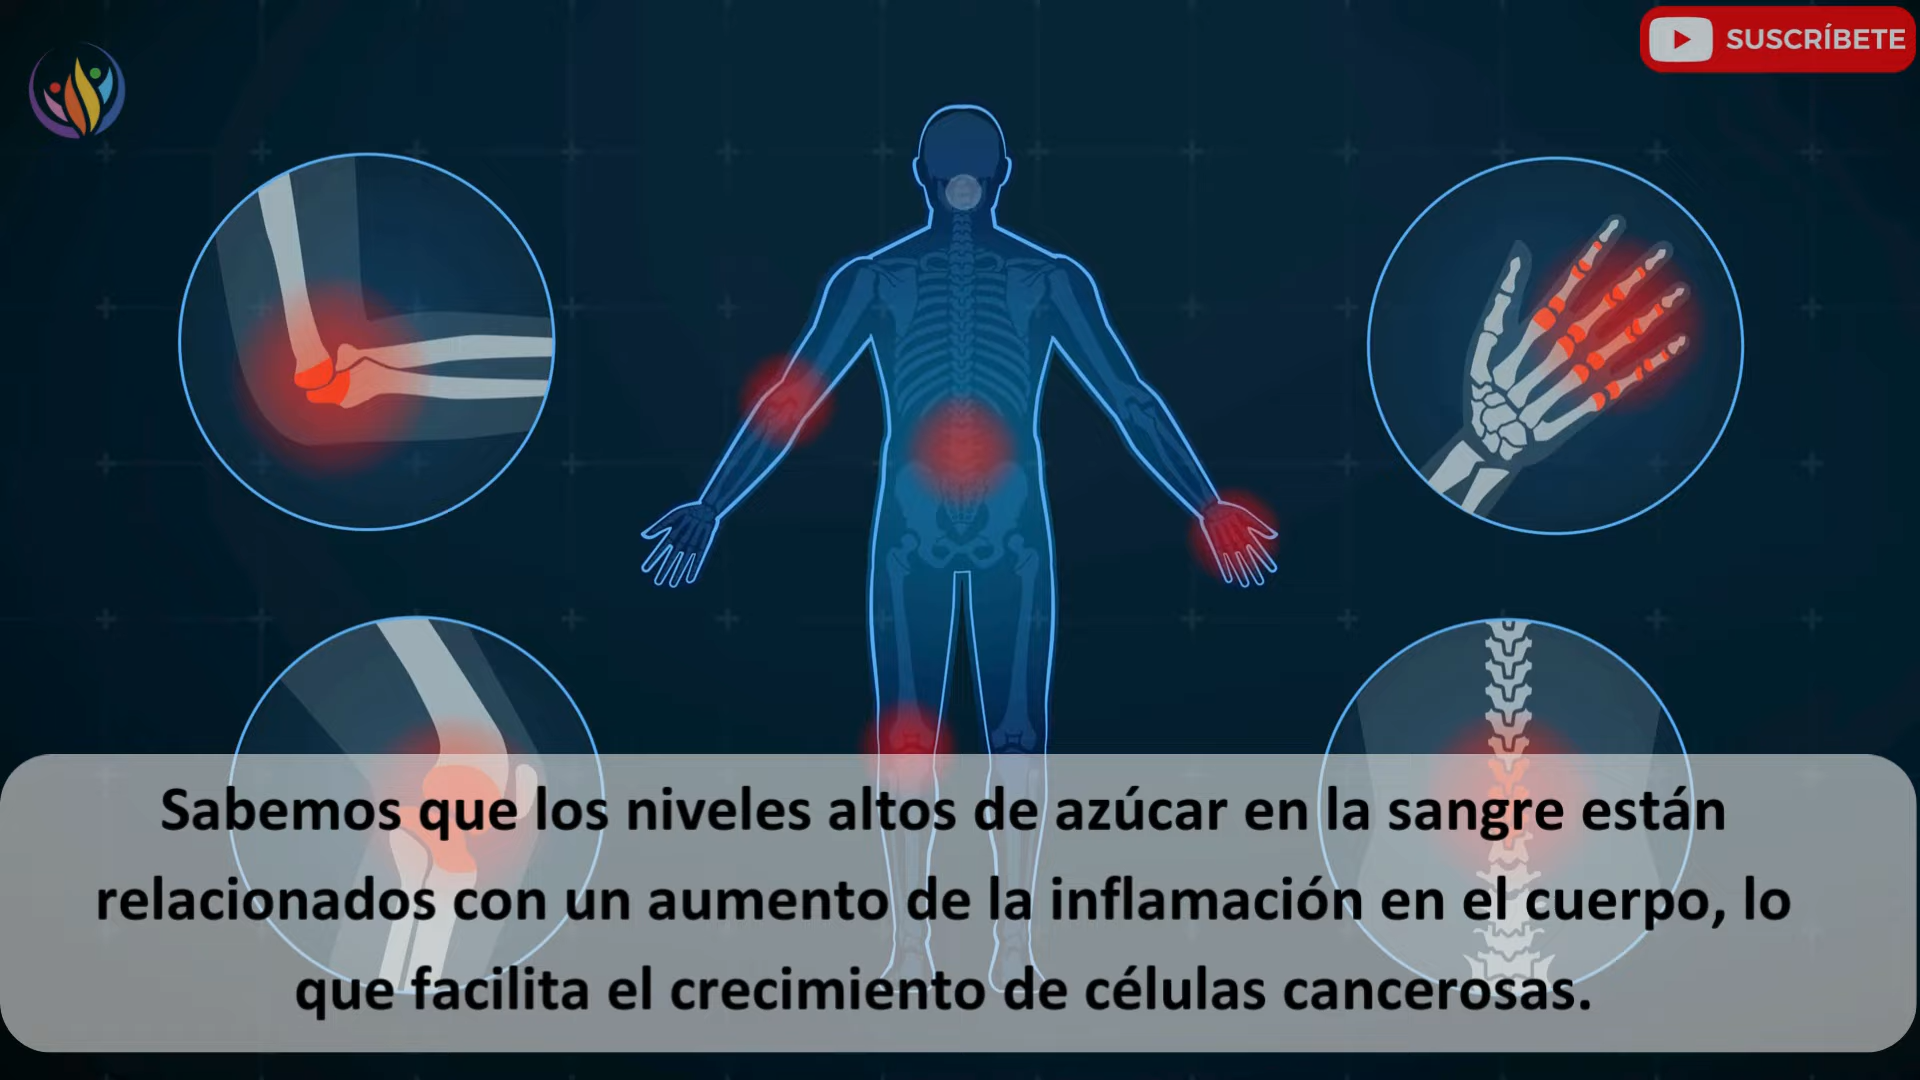 SUSCRÍBETE
Sabemos que los niveles altos de azúcar en la sangre están
relacionados con un aumento de la inflamación en el cuerpo, lo
que facilita el crecimiento de células cancerosas.